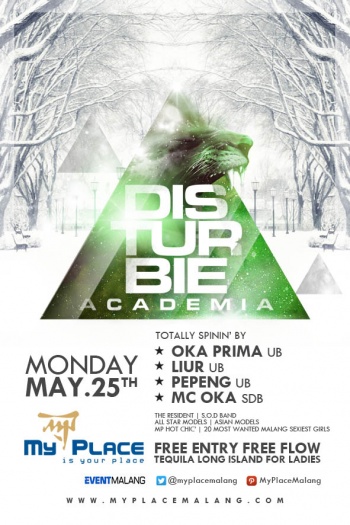 DIS
TUR
BIE
ACADEMIA
TOTALLY SPININ' BY
★ OKA PRIMA UB
★ LIUR UB
★ PEPENG UB
★ MC OKA SDB
MONDAY
MAY.25TH
THE RESIDENT | S.O.D BAND
ALL STAR MODELS | ASIAN MODELS
MP HOT CHIC' | 20 MOST WANTED MALANG SEXIEST GIRLS
mp
My PLACE
is your place
FREE ENTRY FREE FLOW
TEQUILA LONG ISLAND FOR LADIES
EVENTMALANG @myplacemalang MyPlaceMalang
WWW.MYPLACEMALANG.COM